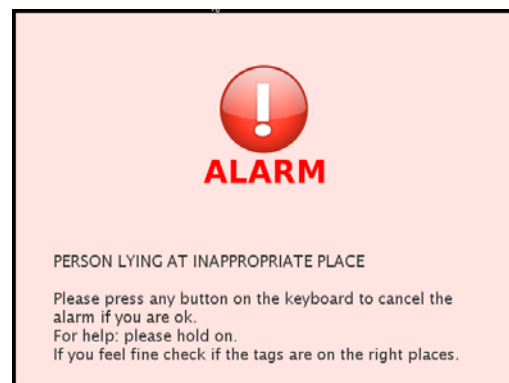 ALARM
PERSON LYING AT INAPPROPRIATE PLACE
Please press any button on the keyboard to cancel the
alarm if you are ok.
For help: please hold on.
If you feel fine check if the tags are on the right places.